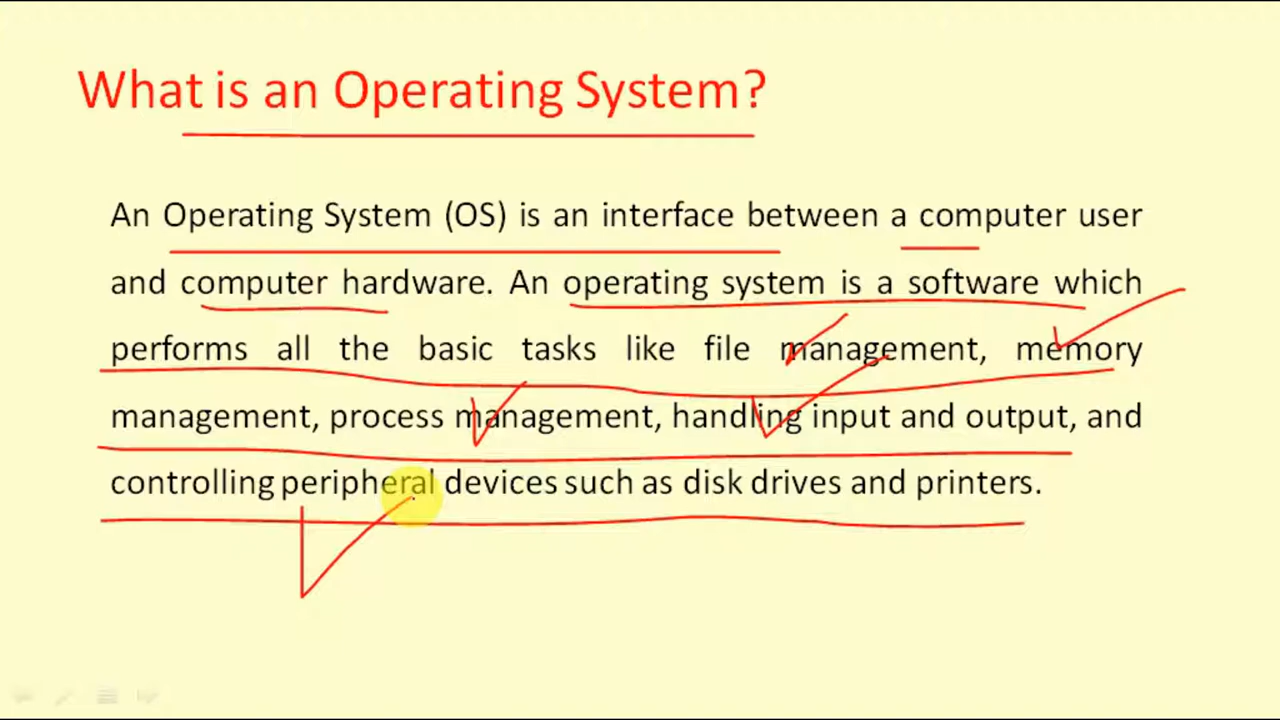 What is an Operating System?
An Operating System (OS) is an interface between a computer user
and computer hardware. An operating system is a software which
performs all the basic tasks like file management, memory
management, process management, handling input and output, and
controlling peripheral devices such as disk drives and printers.